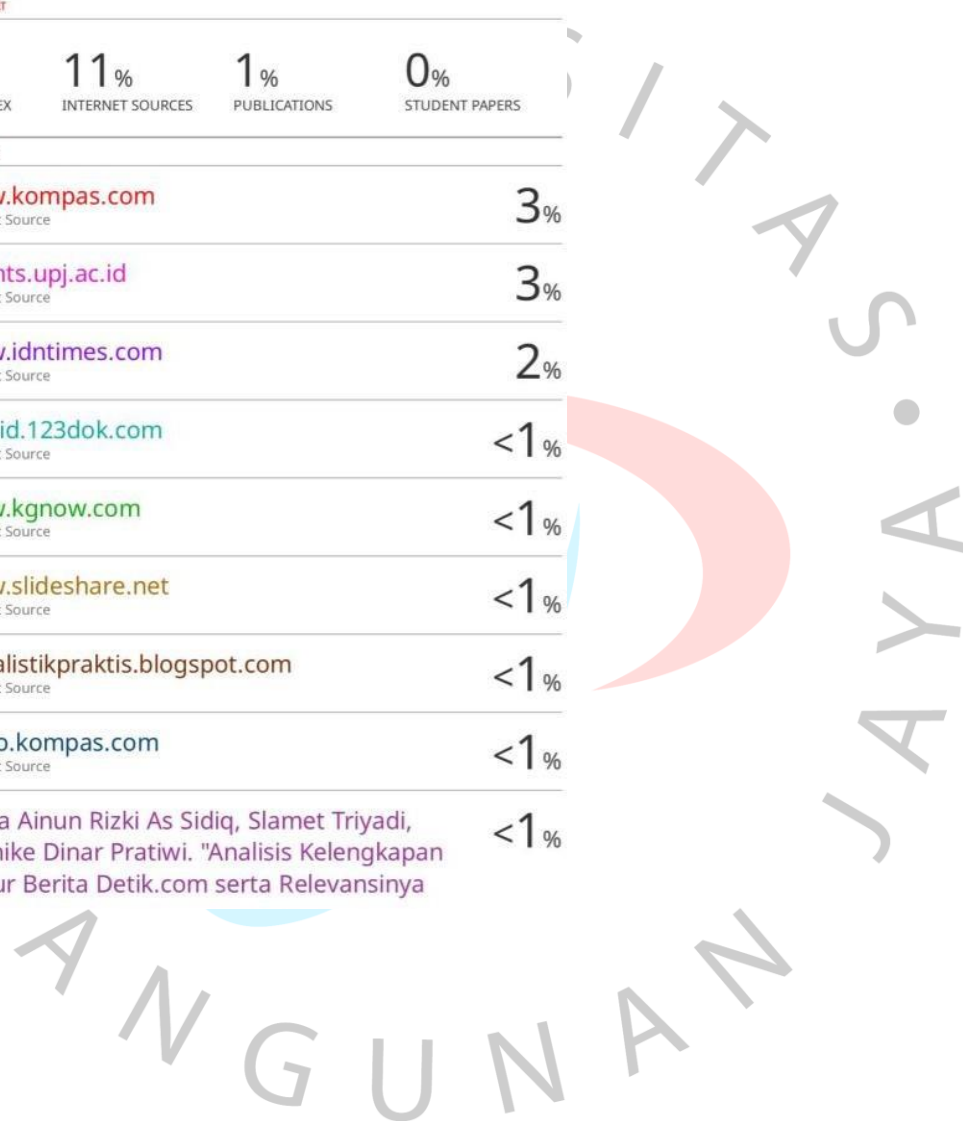 11% 1% 0%
EX INTERNET SOURCES PUBLICATIONS STUDENT PAPERS
w.kompas.com 3%
t Source
nts.upj.ac.id 3%
t Source
w.idntimes.com 2%
t Source
id.123dok.com <1%
t Source
w.kgnow.com <1%
t Source
w.slideshare.net <1%
t Source
alistikpraktis.blogspot.com <1%
t Source
o.kompas.com <1%
t Source
a Ainun Rizki As Sidiq, Slamet Triyadi, <1%
nike Dinar Pratiwi. "Analisis Kelengkapan
ur Berita Detik.com serta Relevansinya
SITAS • JAYA
ANGUNAN